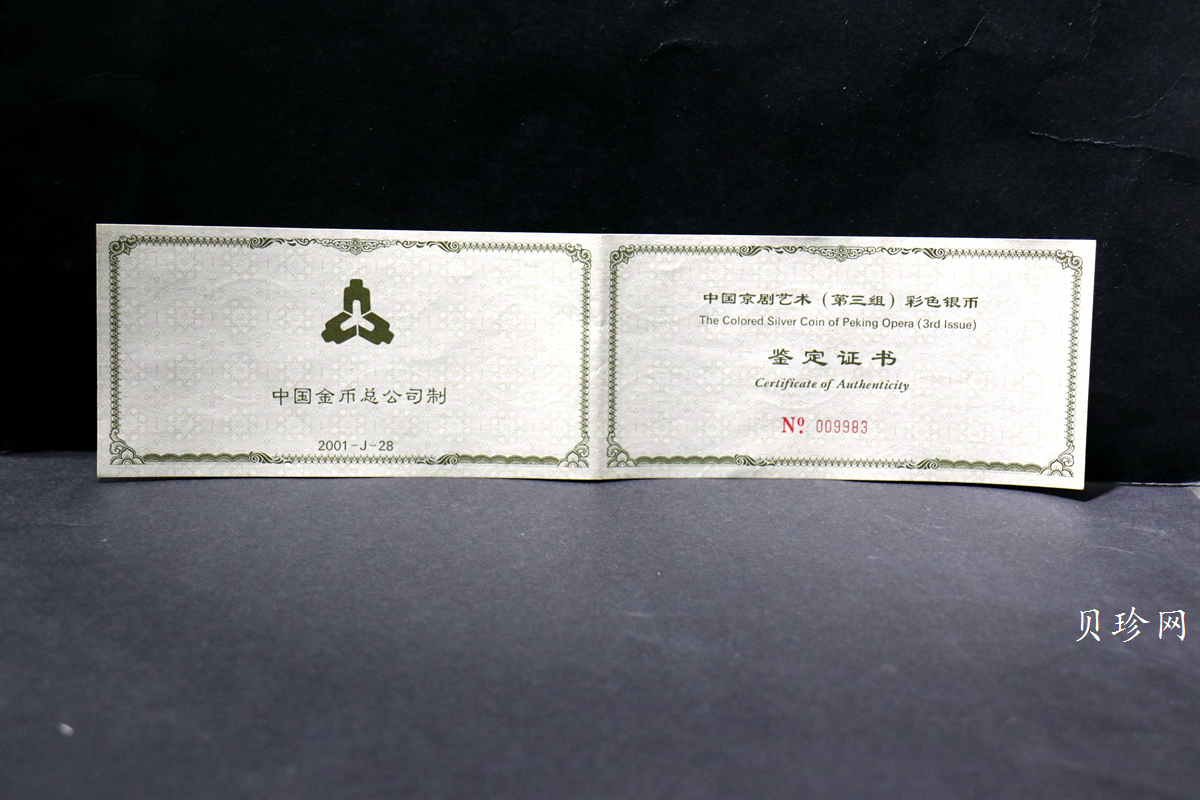 中国金币总公司制
2001-J-28
中国京剧艺术（第三组）彩色银币
The Colored Silver Coin of Peking Opera (3rd Issue)
鉴定证书
Certificate of Authenticity
Nº 009983
贝珍网